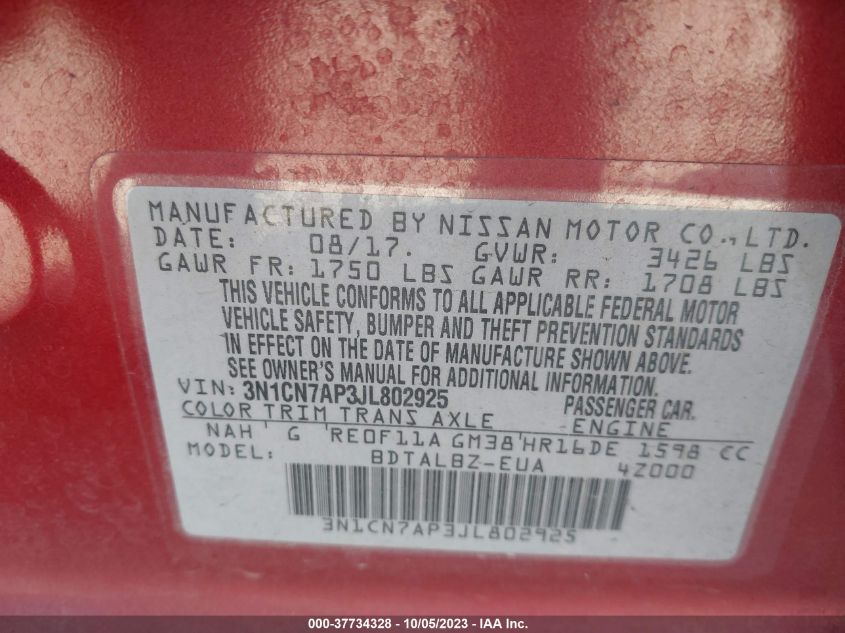 MANUFACTURED BY NISSAN MOTOR CO., LTD.
DATE: 08/17. GVWR: 3426 LBS
GAWR FR: 1750 LBS GAWR RR: 1708 LBS
THIS VEHICLE CONFORMS TO ALL APPLICABLE FEDERAL MOTOR
VEHICLE SAFETY, BUMPER AND THEFT PREVENTION STANDARDS
IN EFFECT ON THE DATE OF MANUFACTURE SHOWN ABOVE.
SEE OWNER'S MANUAL FOR ADDITIONAL INFORMATION.
VIN: 3N1CN7AP3JL802925 PASSENGER CAR.
COLOR TRIM TRANS AXLE ENGINE
NAH G RE0F11A GM38 HR16DE 1598 CC
MODEL: BDTALBZ-EUA 4Z000
3N1CN7AP3JL802925
000-37734328 - 10/05/2023 - IAA Inc.